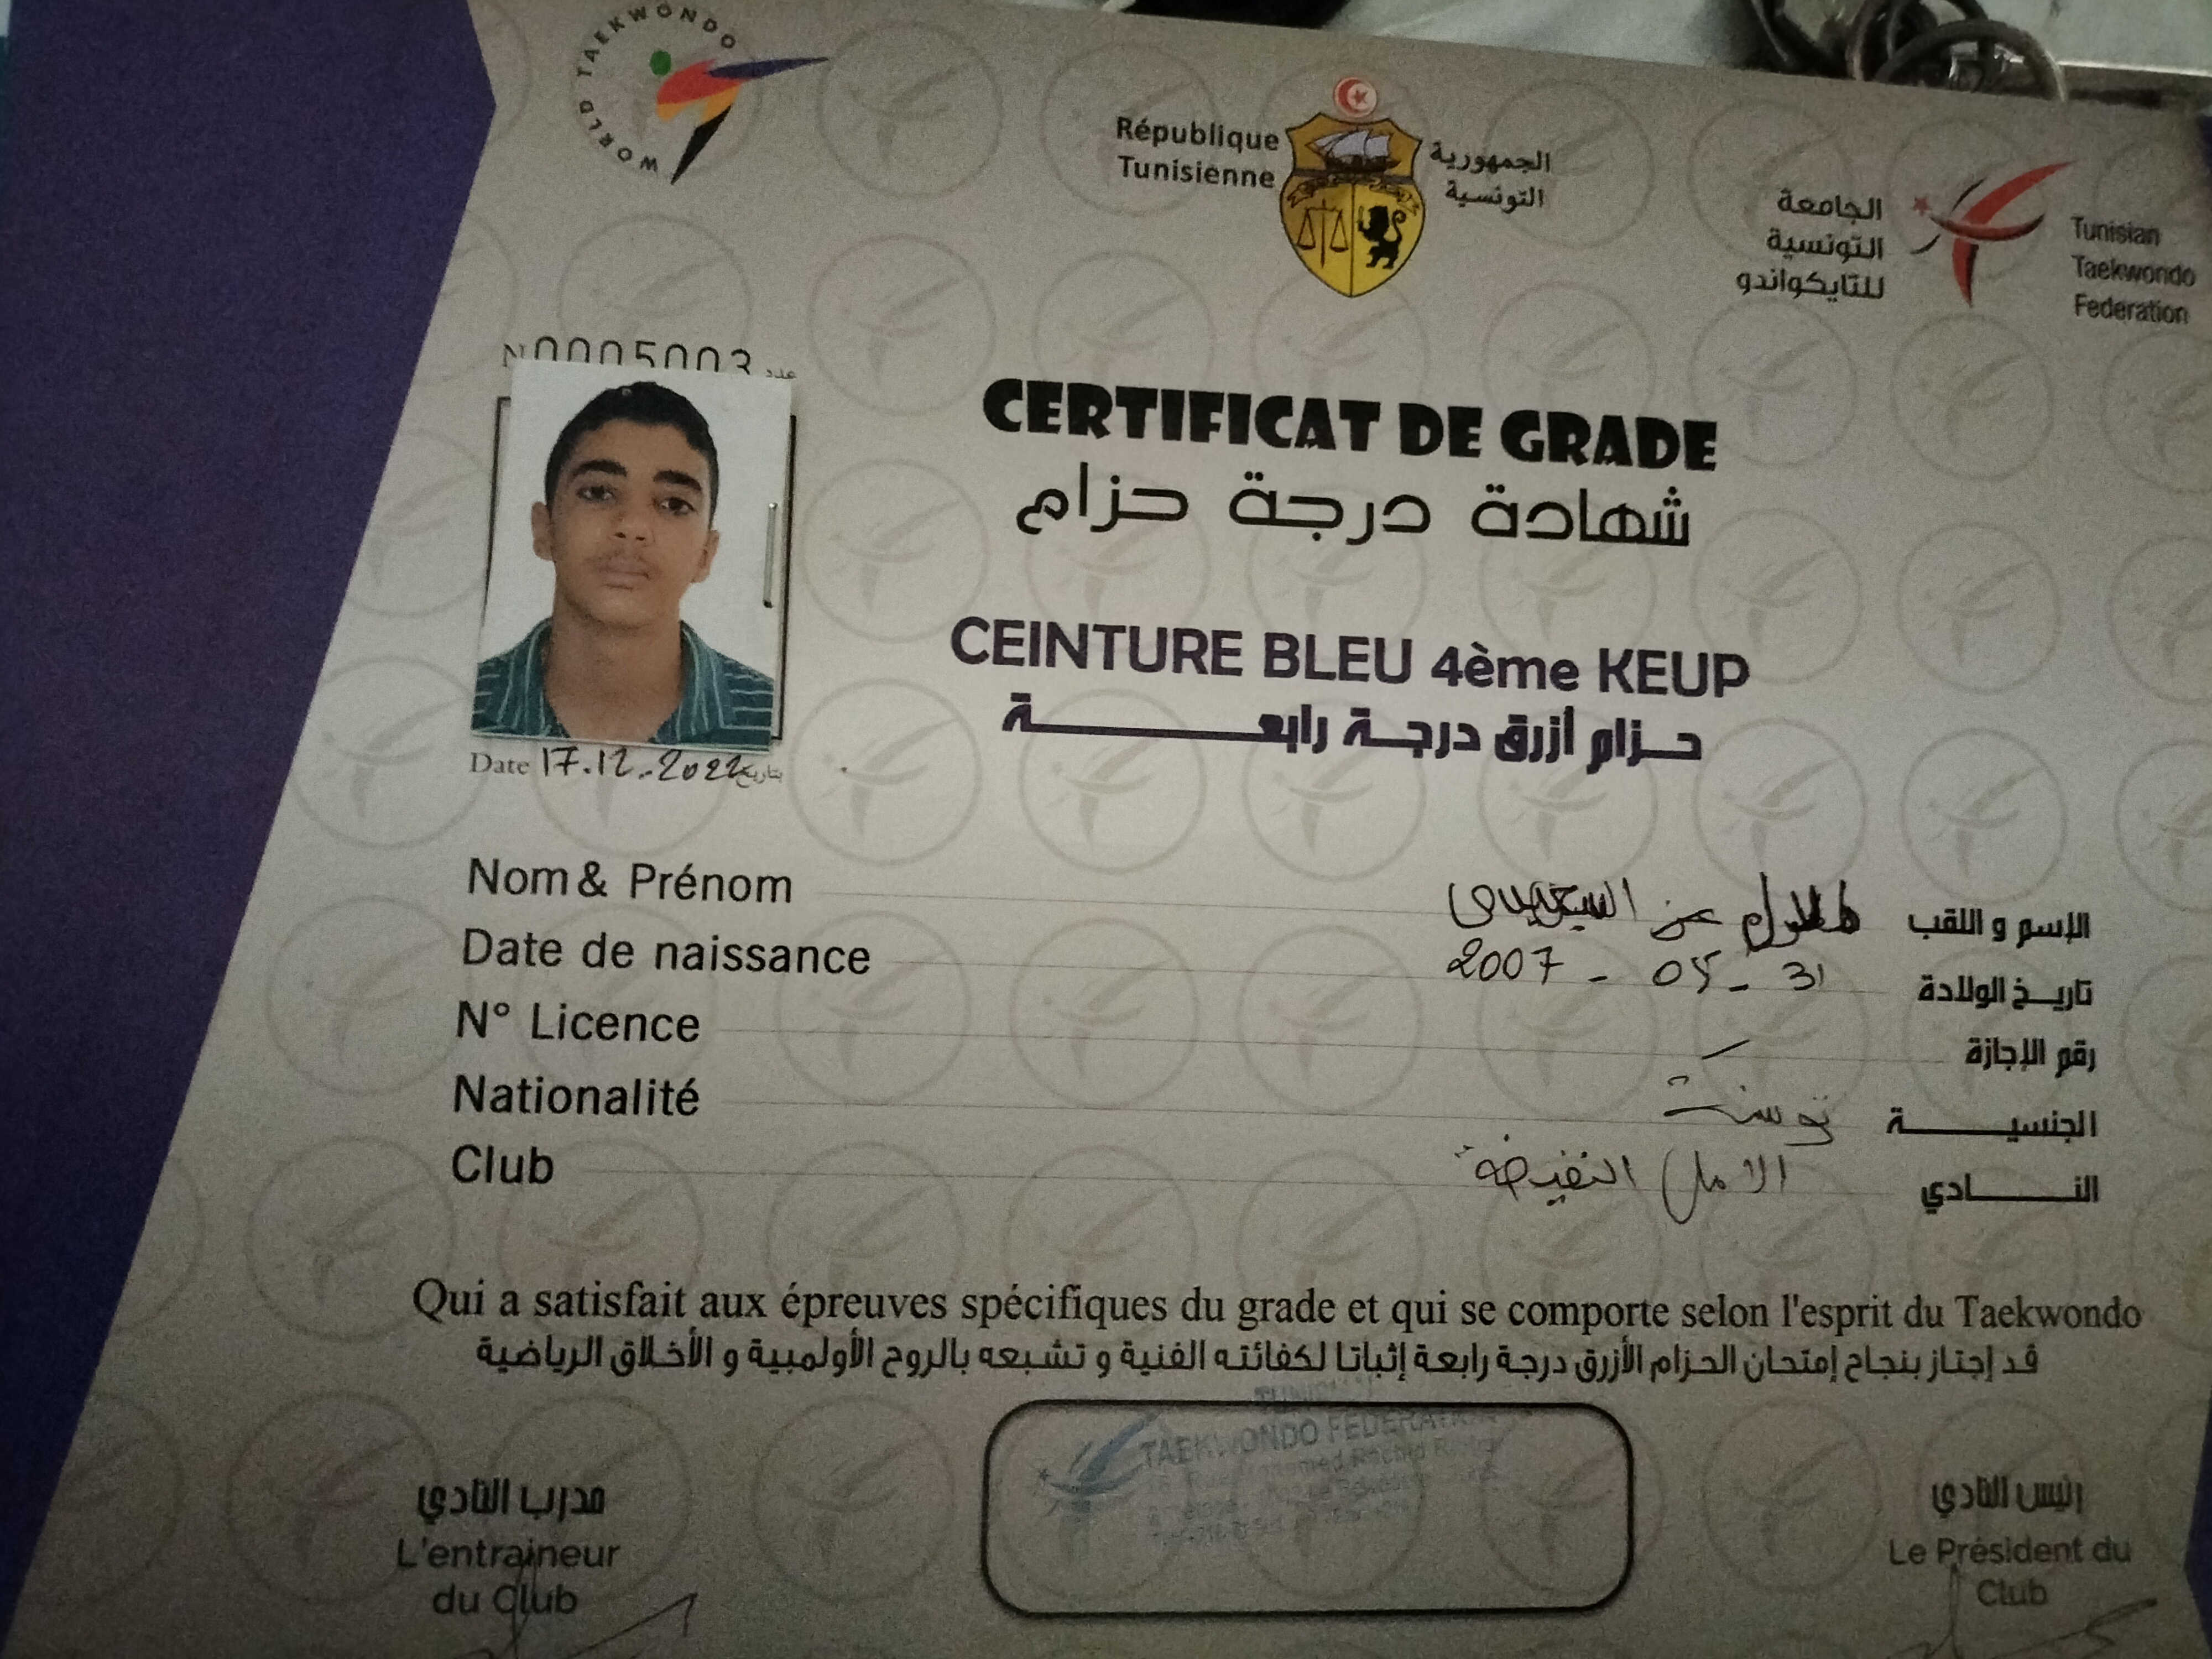 WORLD TAEKWONDO
République Tunisienne
الجمهورية التونسية
الجامعة التونسية للتايكواندو
Tunisian Taekwondo Federation
N 0005003 عدد
CERTIFICAT DE GRADE
شهادة درجة حزام
CEINTURE BLEU 4ème KEUP
حزام أزرق درجة رابعة
Date 17.12.2022 بتاريخ
Nom & Prénom الإسم و اللقب
Date de naissance 31 - 05 - 2007 تاريخ الولادة
N° Licence رقم الإجازة
Nationalité تونسية الجنسية
Club الامل النفيضة النادي
Qui a satisfait aux épreuves spécifiques du grade et qui se comporte selon l'esprit du Taekwondo
قد إجتاز بنجاح إمتحان الحزام الأزرق درجة رابعة إثباتا لكفائته الفنية و تشبعه بالروح الأولمبية و الأخلاق الرياضية
TAEKWONDO FEDERATION
مدرب النادي
L'entraineur du Club
رئيس النادي
Le Président du Club